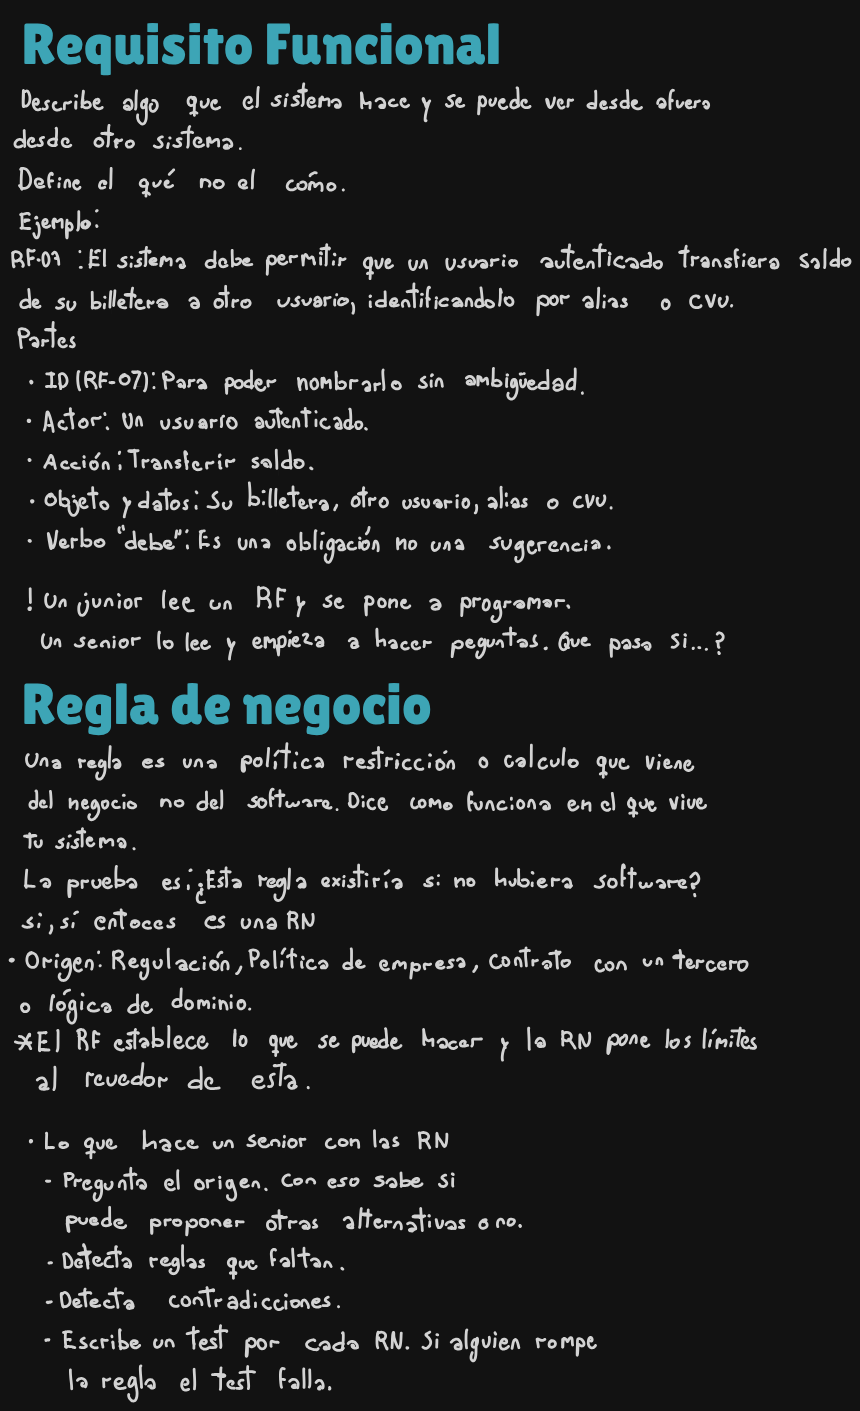 Requisito Funcional
Describe algo que el sistema hace y se puede ver desde afuera
desde otro sistema.
Define el qué no el cómo.
Ejemplo:
RF-07 : El sistema debe permitir que un usuario autenticado transfiera saldo
de su billetera a otro usuario, identificandolo por alias o CVU.
Partes
· ID (RF-07): Para poder nombrarlo sin ambigüedad.
· Actor: Un usuario autenticado.
· Acción: Transferir saldo.
· Objeto y datos: Su billetera, otro usuario, alias o CVU.
· Verbo "debe": Es una obligación no una sugerencia.
! Un junior lee un RF y se pone a programar.
Un senior lo lee y empieza a hacer peguntas. Que pasa si...?
Regla de negocio
Una regla es una política restricción o calculo que viene
del negocio no del software. Dice como funciona en el que vive
tu sistema.
La prueba es: ¿Esta regla existiría si no hubiera software?
si, sí entoces es una RN
· Origen: Regulación, Política de empresa, contrato con un tercero
o lógica de dominio.
* El RF establece lo que se puede hacer y la RN pone los límites
al revedor de esta.
· Lo que hace un senior con las RN
- Pregunta el origen. Con eso sabe si
puede proponer otras alternativas o no.
- Detecta reglas que faltan.
- Detecta contradicciones.
- Escribe un test por cada RN. Si alguien rompe
la regla el test falla.